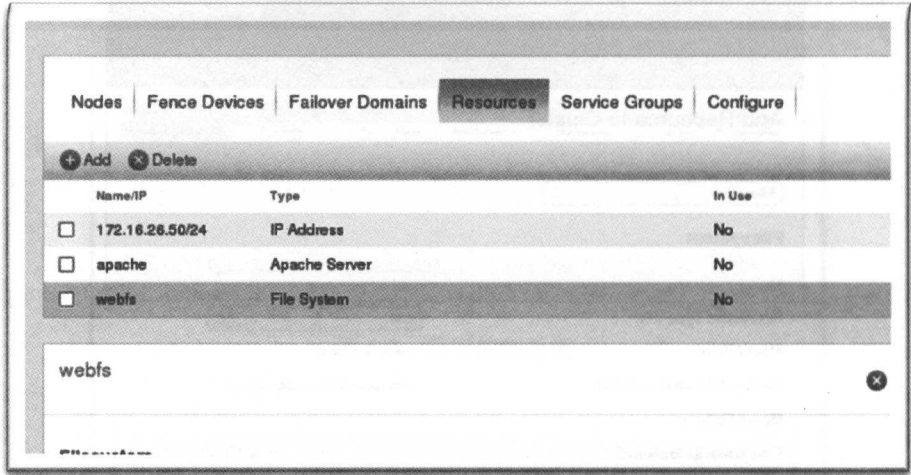 Nodes Fence Devices Failover Domains Resources Service Groups Configure
Add Delete
Name/IP Type In Use
172.16.26.50/24 IP Address No
apache Apache Server No
webfs File System No
webfs